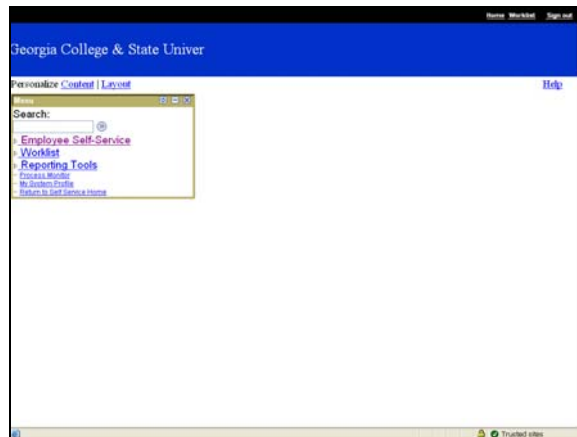 Home Worklist Sign out
Georgia College & State Univer
Personalize Content | Layout Help
Menu
Search:
Employee Self-Service
Worklist
Reporting Tools
Process Monitor
My System Profile
Return to Self Service Home
Trusted sites